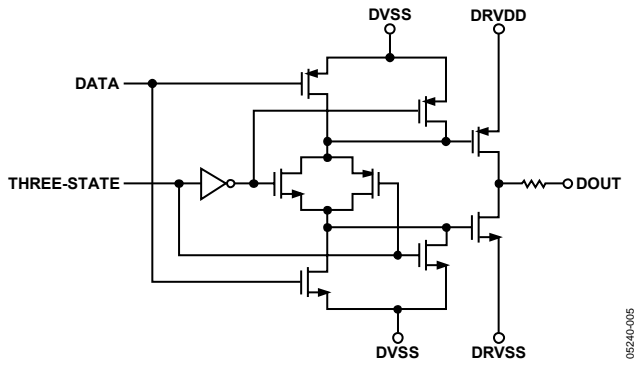 DVSS
DRVDD
DATA
THREE-STATE
DOUT
DVSS
DRVSS
05240-005